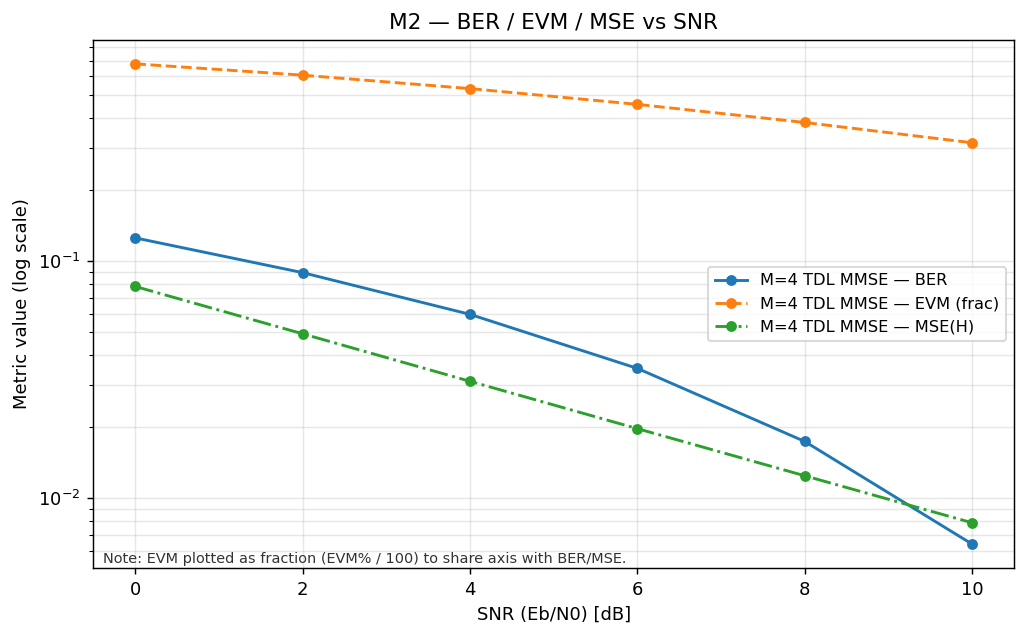 M2 — BER / EVM / MSE vs SNR
Metric value (log scale)
10⁻¹
10⁻²
M=4 TDL MMSE — BER
M=4 TDL MMSE — EVM (frac)
M=4 TDL MMSE — MSE(H)
Note: EVM plotted as fraction (EVM% / 100) to share axis with BER/MSE.
0 2 4 6 8 10
SNR (Eb/N0) [dB]